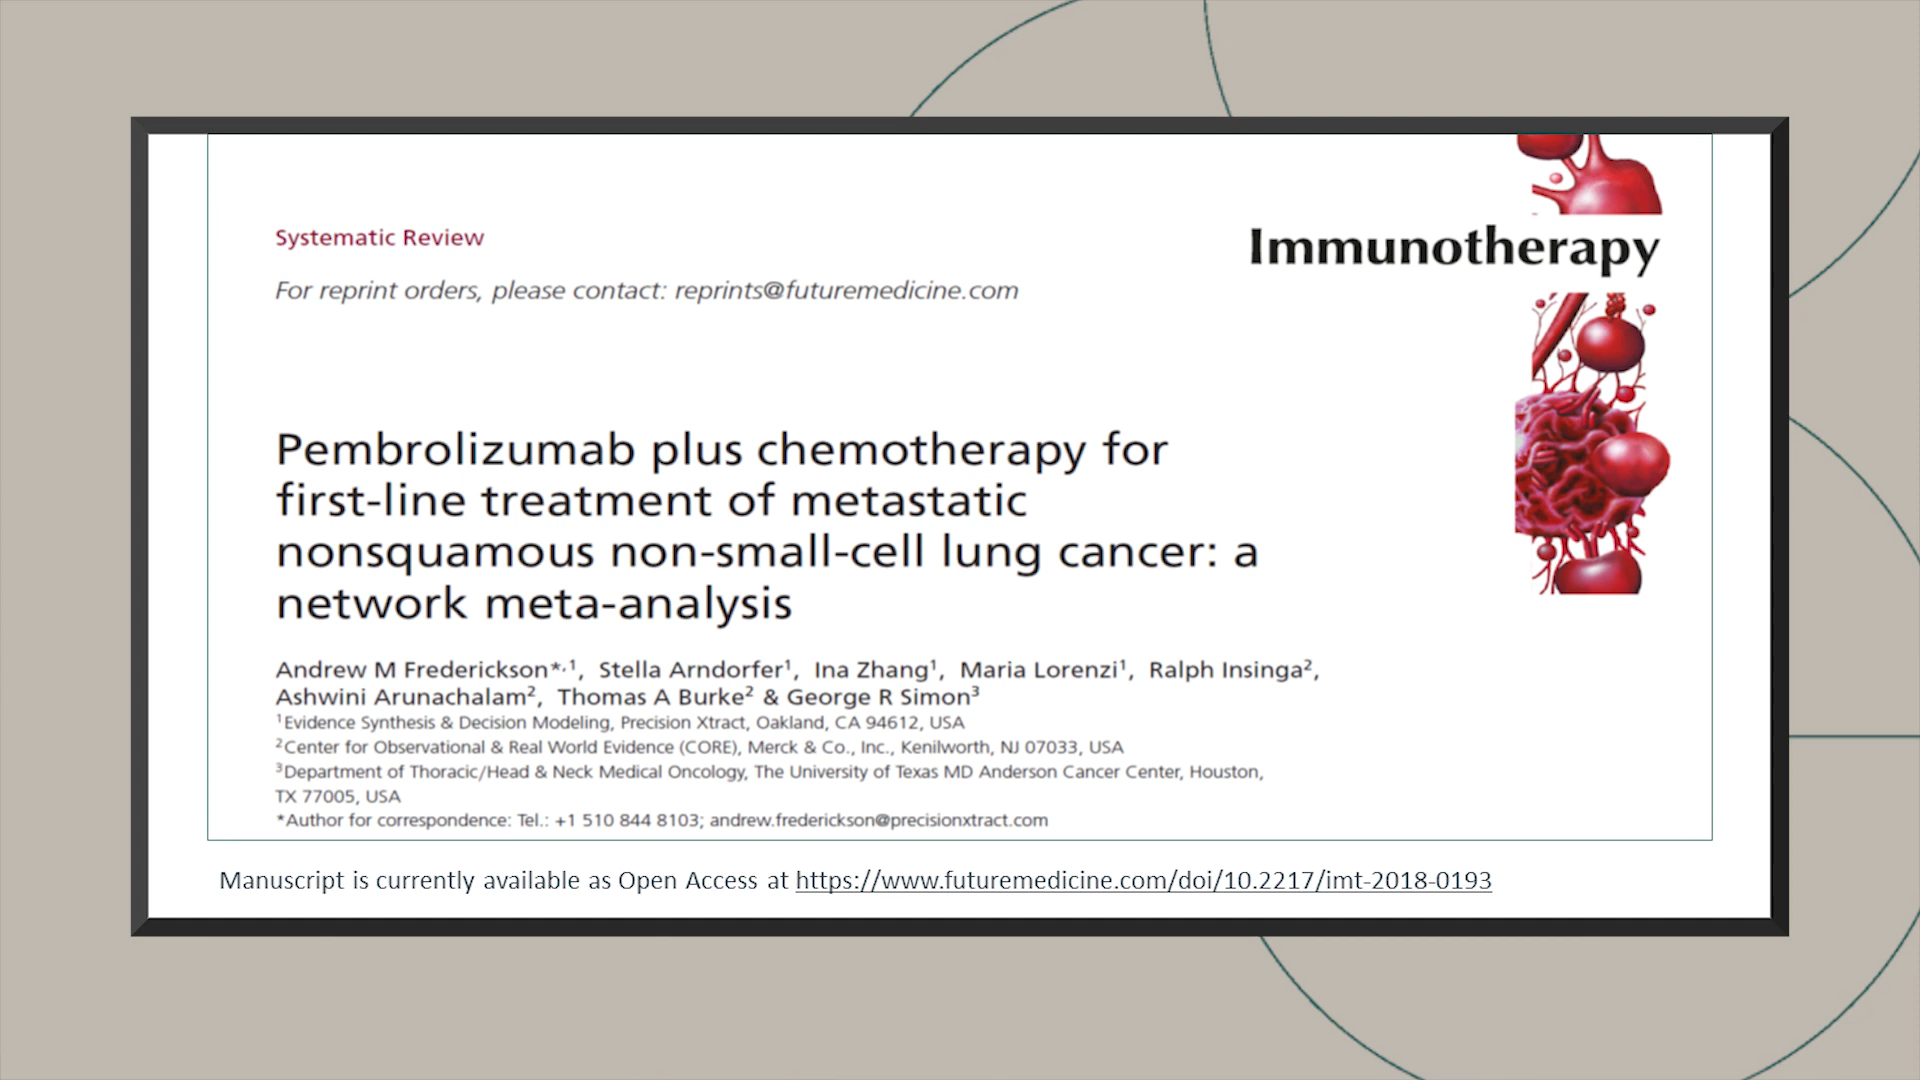 Systematic Review
Immunotherapy
For reprint orders, please contact: reprints@futuremedicine.com
Pembrolizumab plus chemotherapy for
first-line treatment of metastatic
nonsquamous non-small-cell lung cancer: a
network meta-analysis
Andrew M Frederickson*,1, Stella Arndorfer1, Ina Zhang1, Maria Lorenzi1, Ralph Insinga2,
Ashwini Arunachalam2, Thomas A Burke2 & George R Simon3
1Evidence Synthesis & Decision Modeling, Precision Xtract, Oakland, CA 94612, USA
2Center for Observational & Real World Evidence (CORE), Merck & Co., Inc., Kenilworth, NJ 07033, USA
3Department of Thoracic/Head & Neck Medical Oncology, The University of Texas MD Anderson Cancer Center, Houston,
TX 77005, USA
*Author for correspondence: Tel.: +1 510 844 8103; andrew.frederickson@precisionxtract.com
Manuscript is currently available as Open Access at https://www.futuremedicine.com/doi/10.2217/imt-2018-0193